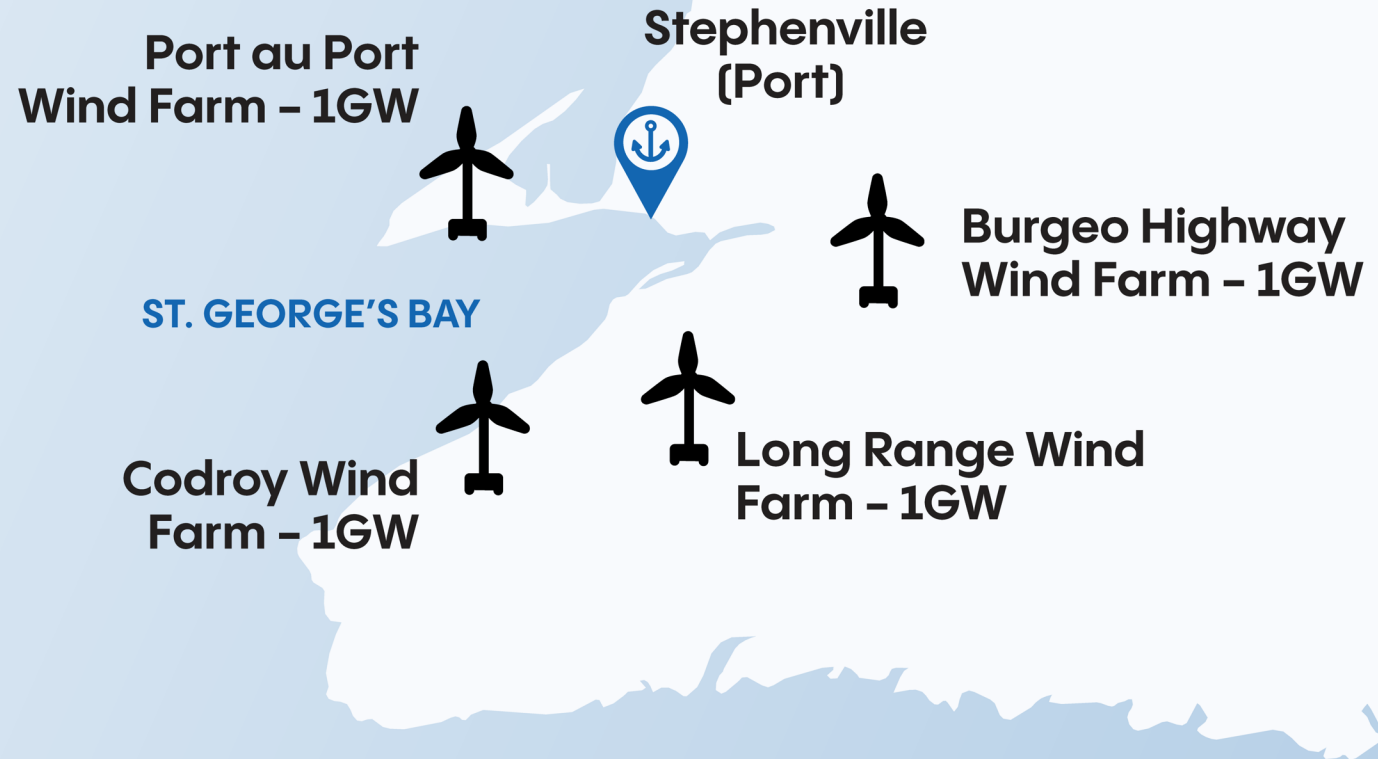 Port au Port
Wind Farm – 1GW
Stephenville
(Port)
Burgeo Highway
Wind Farm – 1GW
ST. GEORGE’S BAY
Long Range Wind
Farm – 1GW
Codroy Wind
Farm – 1GW